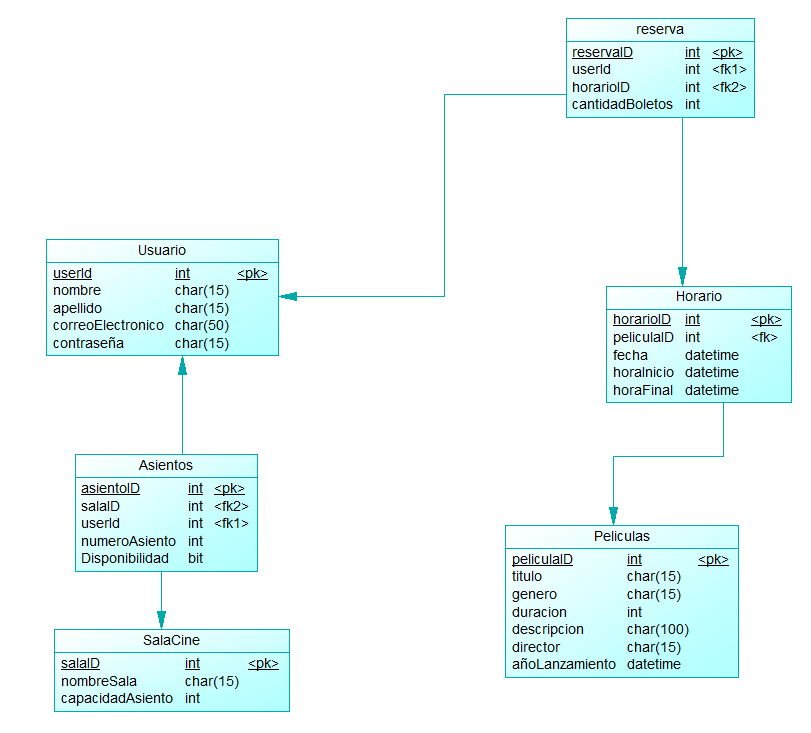 reserva
reservaID int <pk>
userId int <fk1>
horarioID int <fk2>
cantidadBoletos int
Usuario
userId int <pk>
nombre char(15)
apellido char(15)
correoElectronico char(50)
contraseña char(15)
Horario
horarioID int <pk>
peliculaID int <fk>
fecha datetime
horaInicio datetime
horaFinal datetime
Asientos
asientoID int <pk>
salaID int <fk2>
userId int <fk1>
numeroAsiento int
Disponibilidad bit
Peliculas
peliculaID int <pk>
titulo char(15)
genero char(15)
duracion int
descripcion char(100)
director char(15)
añoLanzamiento datetime
SalaCine
salaID int <pk>
nombreSala char(15)
capacidadAsiento int